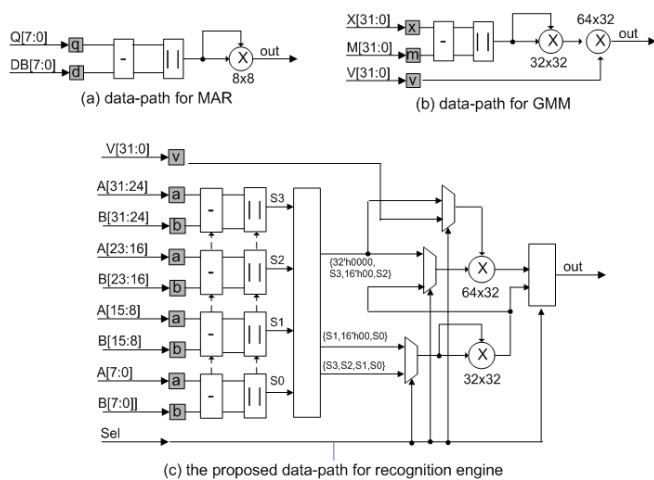 Q[7:0]
q
-
||
X
out
DB[7:0]
d
8x8
(a) data-path for MAR
X[31:0]
x
M[31:0]
m
-
||
X
32x32
64x32
X
out
V[31:0]
v
(b) data-path for GMM
V[31:0]
v
A[31:24]
a
-
||
S3
B[31:24]
b
A[23:16]
a
-
||
S2
B[23:16]
b
A[15:8]
a
-
||
S1
B[15:8]
b
A[7:0]
a
-
||
S0
B[7:0]]
b
{32'h0000,
S3,16'h00,S2}
X
64x32
out
{S1,16'h00,S0}
{S3,S2,S1,S0}
X
32x32
Sel
(c) the proposed data-path for recognition engine